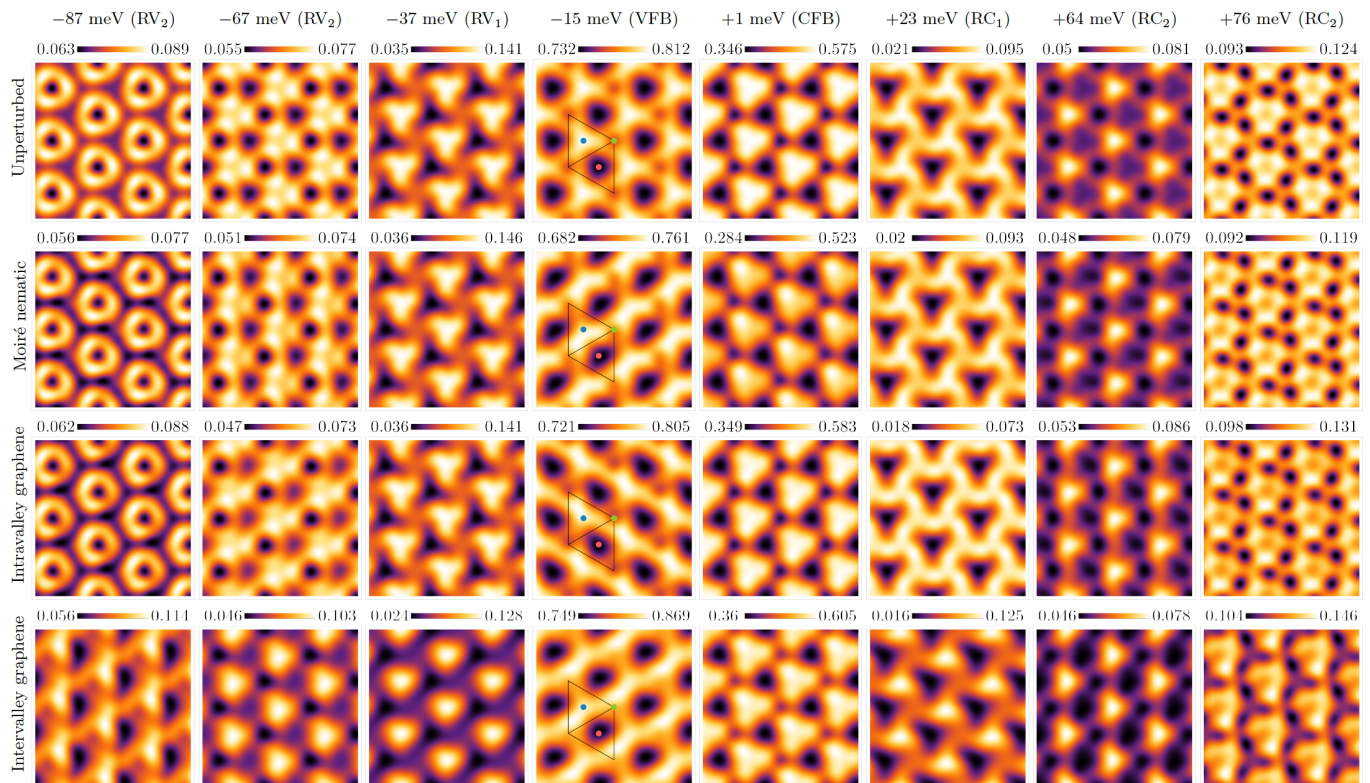 −87 meV (RV₂) −67 meV (RV₂) −37 meV (RV₁) −15 meV (VFB) +1 meV (CFB) +23 meV (RC₁) +64 meV (RC₂) +76 meV (RC₂)
0.063 0.089 0.055 0.077 0.035 0.141 0.732 0.812 0.346 0.575 0.021 0.095 0.05 0.081 0.093 0.124
Unperturbed
0.056 0.077 0.051 0.074 0.036 0.146 0.682 0.761 0.284 0.523 0.02 0.093 0.048 0.079 0.092 0.119
Moiré nematic
0.062 0.088 0.047 0.073 0.036 0.141 0.721 0.805 0.349 0.583 0.018 0.073 0.053 0.086 0.098 0.131
Intravalley graphene
0.056 0.114 0.046 0.103 0.021 0.128 0.749 0.869 0.36 0.605 0.016 0.125 0.046 0.078 0.104 0.146
Intervalley graphene